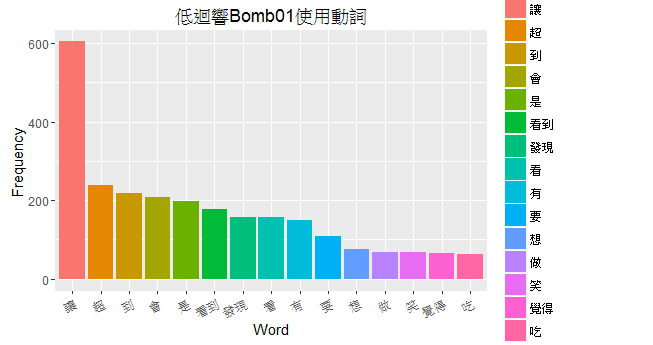 低迴響Bomb01使用動詞
Frequency
600
400
200
0
讓 超 到 會 是 看到 發現 看 有 要 想 做 笑 覺得 吃
Word
讓
超
到
會
是
看到
發現
看
有
要
想
做
笑
覺得
吃